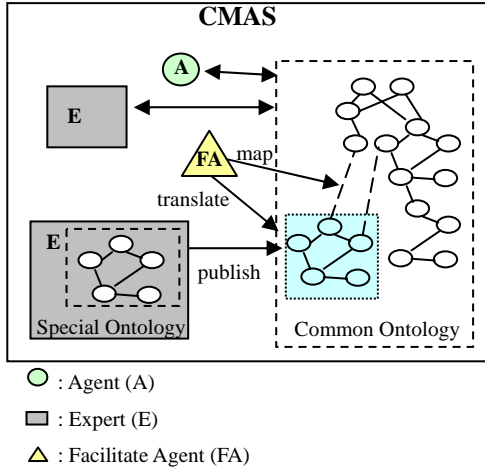 CMAS
A
E
FA
map
translate
E
publish
Special Ontology
Common Ontology
: Agent (A)
: Expert (E)
: Facilitate Agent (FA)